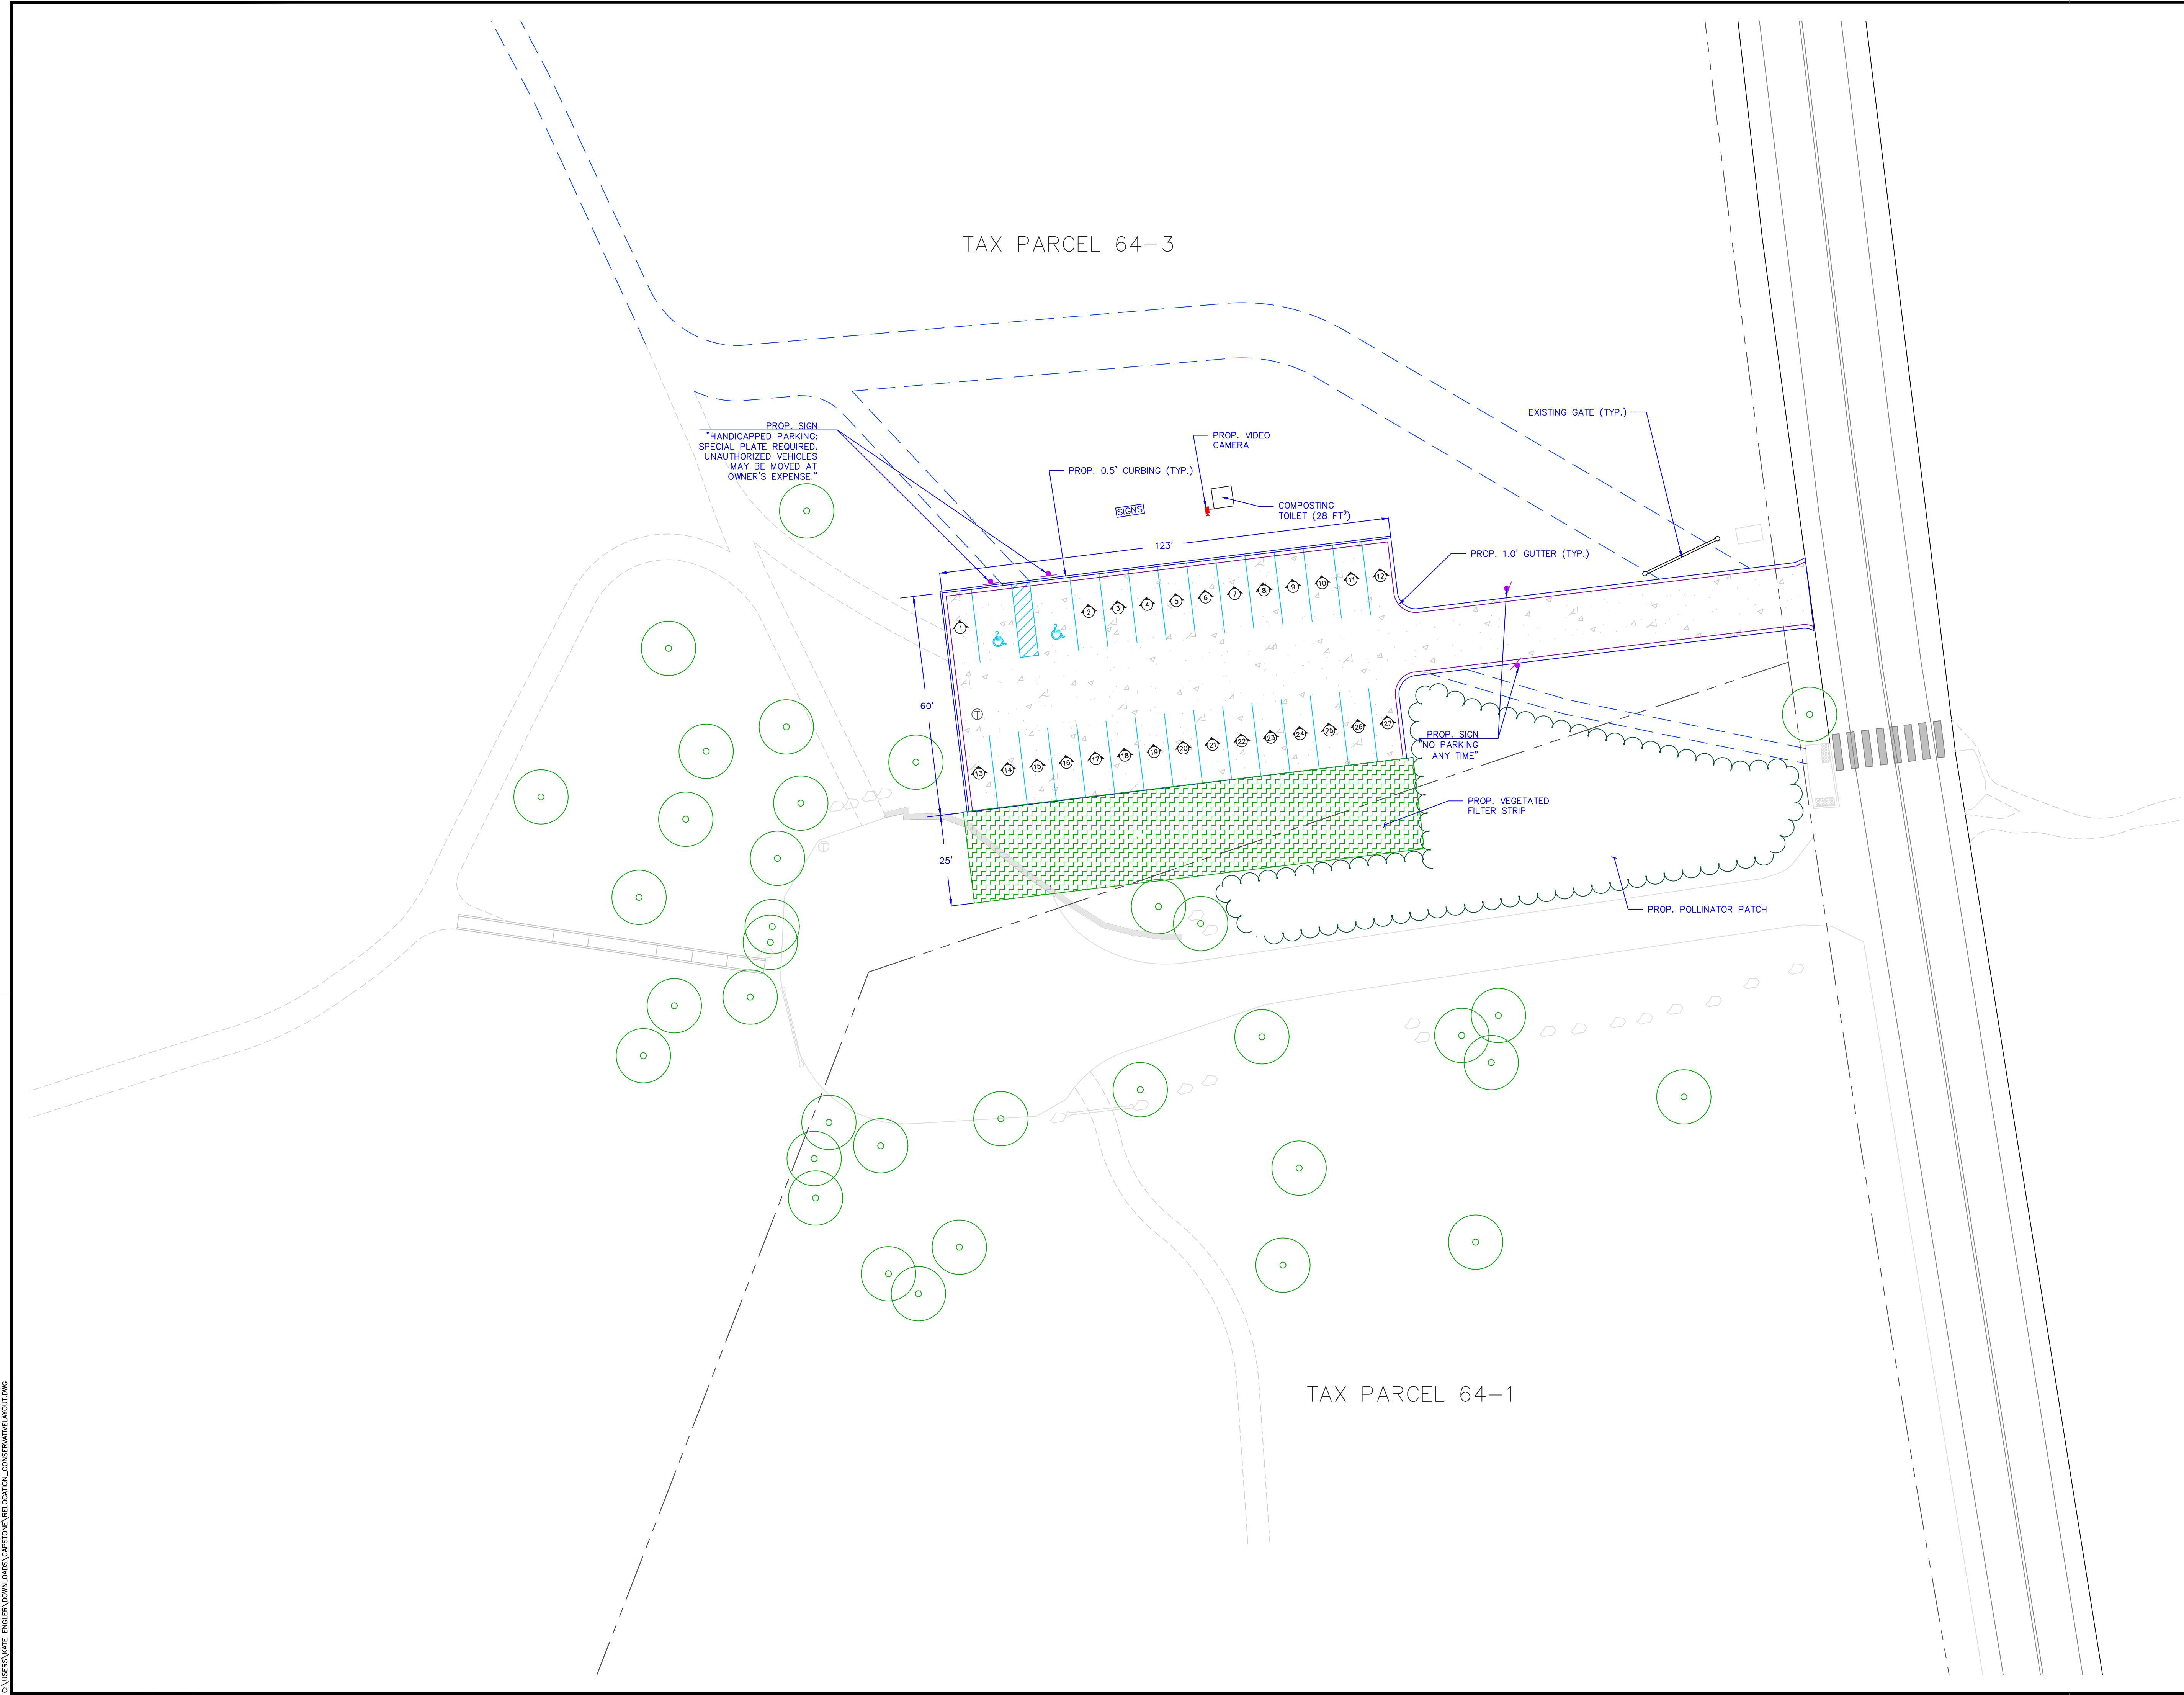 TAX PARCEL 64-3
EXISTING GATE (TYP.)
PROP. SIGN
"HANDICAPPED PARKING:
SPECIAL PLATE REQUIRED.
UNAUTHORIZED VEHICLES
MAY BE MOVED AT
OWNER'S EXPENSE."
PROP. VIDEO
CAMERA
PROP. 0.5' CURBING (TYP.)
SIGNS
COMPOSTING
TOILET (28 FT²)
123'
PROP. 1.0' GUTTER (TYP.)
1
2
3
4
5
6
7
8
9
10
11
12
60'
T
13
14
15
16
17
18
19
20
21
22
23
24
25
26
27
PROP. SIGN
"NO PARKING
ANY TIME"
PROP. VEGETATED
FILTER STRIP
T
25'
PROP. POLLINATOR PATCH
TAX PARCEL 64-1
C:\USERS\KATE ENGLER\DOWNLOADS\CAPSTONE\RELOCATION_CONSERVATIVELAYOUT.DWG